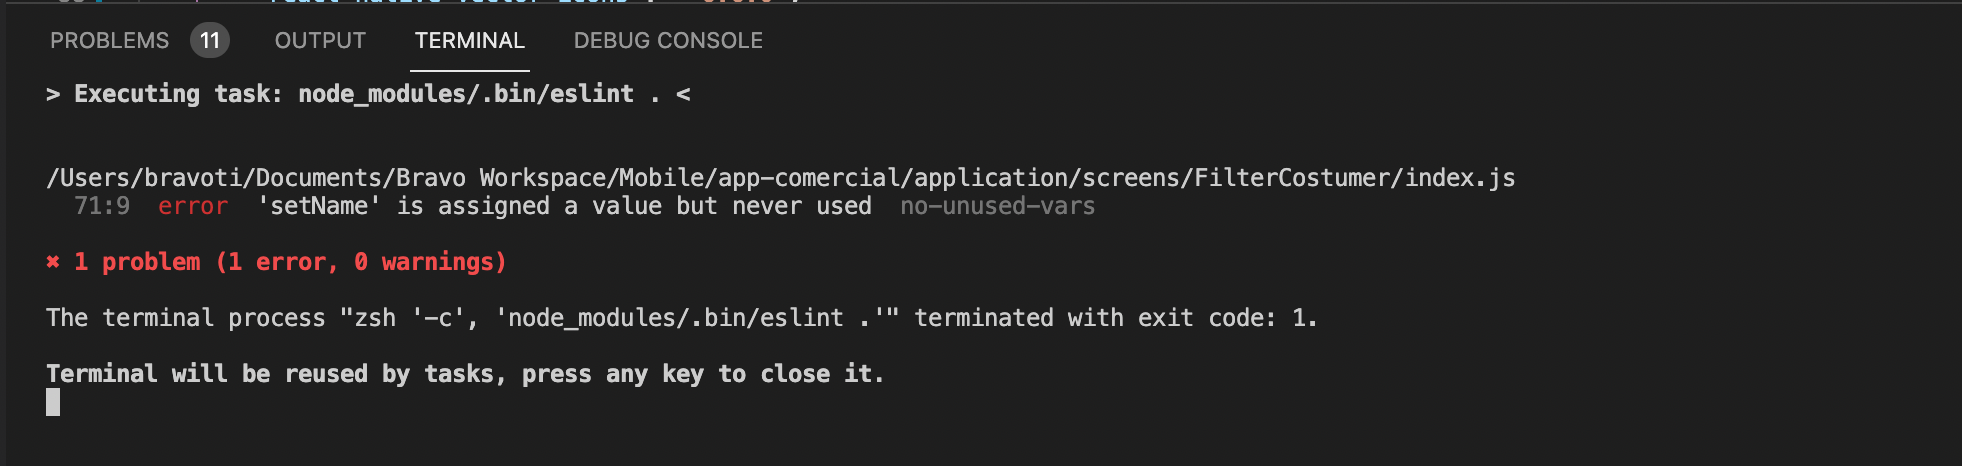 PROBLEMS 11 OUTPUT TERMINAL DEBUG CONSOLE
> Executing task: node_modules/.bin/eslint . <
/Users/bravoti/Documents/Bravo Workspace/Mobile/app-comercial/application/screens/FilterCostumer/index.js
71:9 error 'setName' is assigned a value but never used no-unused-vars
✖ 1 problem (1 error, 0 warnings)
The terminal process "zsh '-c', 'node_modules/.bin/eslint .'" terminated with exit code: 1.
Terminal will be reused by tasks, press any key to close it.